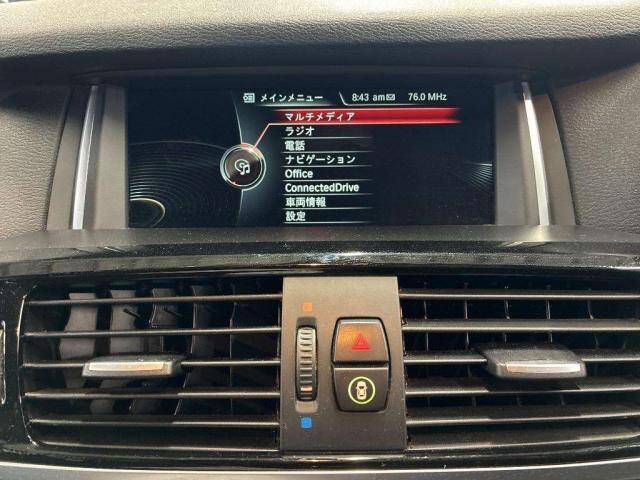 メインメニュー 8:43 am 76.0 MHz
マルチメディア
ラジオ
電話
ナビゲーション
Office
ConnectedDrive
車両情報
設定